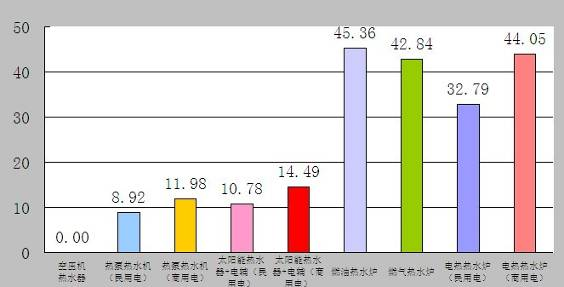 50
40
30
20
10
0
0.00
8.92
11.98
10.78
14.49
45.36
42.84
32.79
44.05
空压机
热水器
热泵热水机
（民用电）
热泵热水机
（商用电）
太阳能热水
器+电辅（民
用电）
太阳能热水
器+电辅（商
用电）
燃油热水炉
燃气热水炉
电热热水炉
（民用电）
电热热水炉
（商用电）